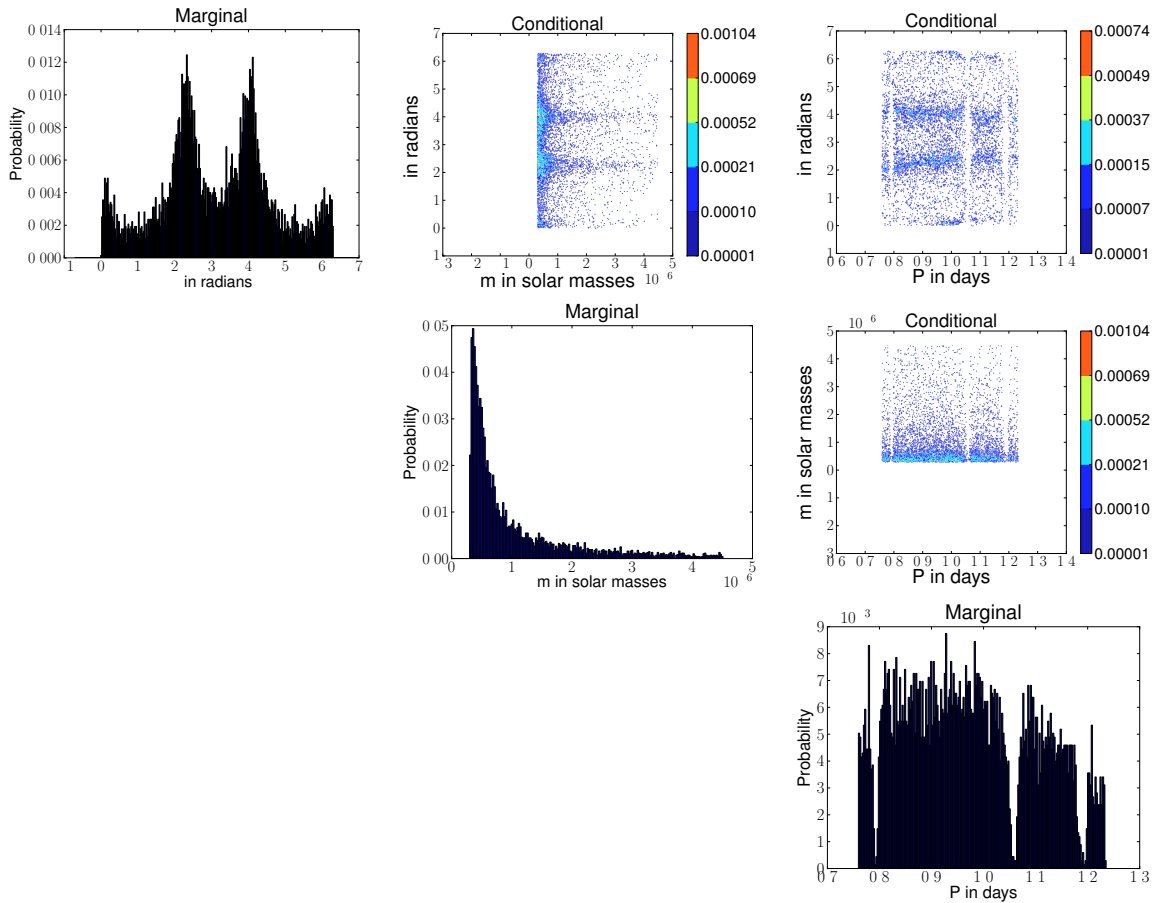 Marginal
0 014
0 012
0 010
0 008
0 006
0 004
0 002
0 000
Probability
1 0 1 2 3 4 5 6 7
in radians
Conditional
7
6
5
4
3
2
1
0
1
in radians
3 2 1 0 1 2 3 4 5
m in solar masses 10 6
0.00104
0.00069
0.00052
0.00021
0.00010
0.00001
Conditional
7
6
5
4
3
2
1
0
1
in radians
0 6 0 7 0 8 0 9 1 0 1 1 1 2 1 3 1 4
P in days
0.00074
0.00049
0.00037
0.00015
0.00007
0.00001
Marginal
0 05
0 04
0 03
0 02
0 01
0 00
Probability
0 1 2 3 4 5
m in solar masses 10 6
10 6
Conditional
5
4
3
2
1
0
1
2
3
m in solar masses
0 6 0 7 0 8 0 9 1 0 1 1 1 2 1 3 1 4
P in days
0.00104
0.00069
0.00052
0.00021
0.00010
0.00001
10 3
Marginal
9
8
7
6
5
4
3
2
1
0
Probability
0 7 0 8 0 9 1 0 1 1 1 2 1 3
P in days